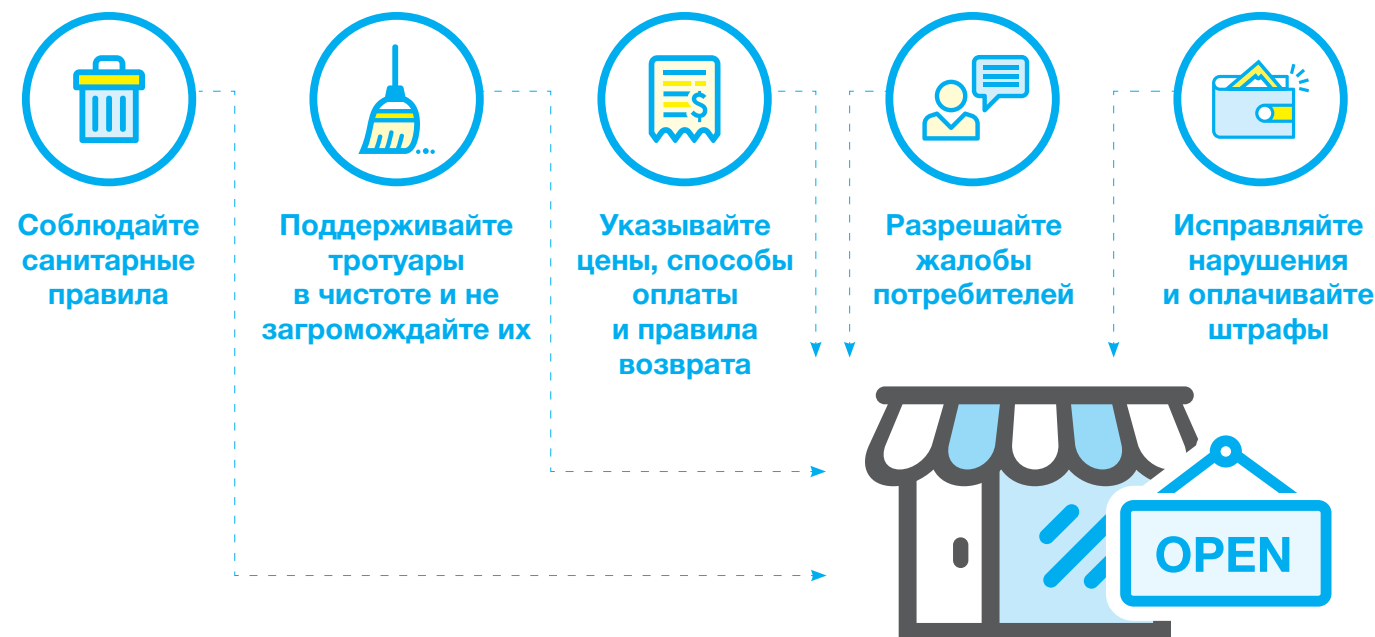 Соблюдайте
санитарные
правила
Поддерживайте
тротуары
в чистоте и не
загромождайте их
Указывайте
цены, способы
оплаты
и правила
возврата
Разрешайте
жалобы
потребителей
Исправляйте
нарушения
и оплачивайте
штрафы
$
OPEN